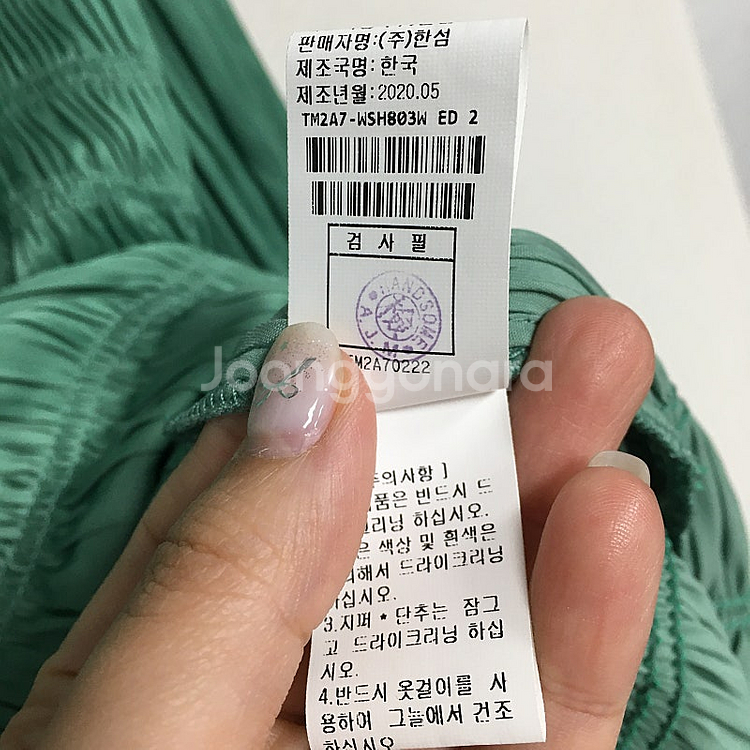 판매자명:(주)한섬
제조국명:한국
제조년월:2020.05
TM2A7-WSH803W ED 2
검 사 필
HANDSOME
M2A70222
Joonggonara
의사항 ]
품은 반드시 드
리닝 하십시오.
은 색상 및 흰색은
해서 드라이크리닝
하십시오.
3.지퍼 * 단추는 잠그
고 드라이크리닝 하십
시오.
4.반드시 옷걸이를 사
용하여 그늘에서 건조
하십시오